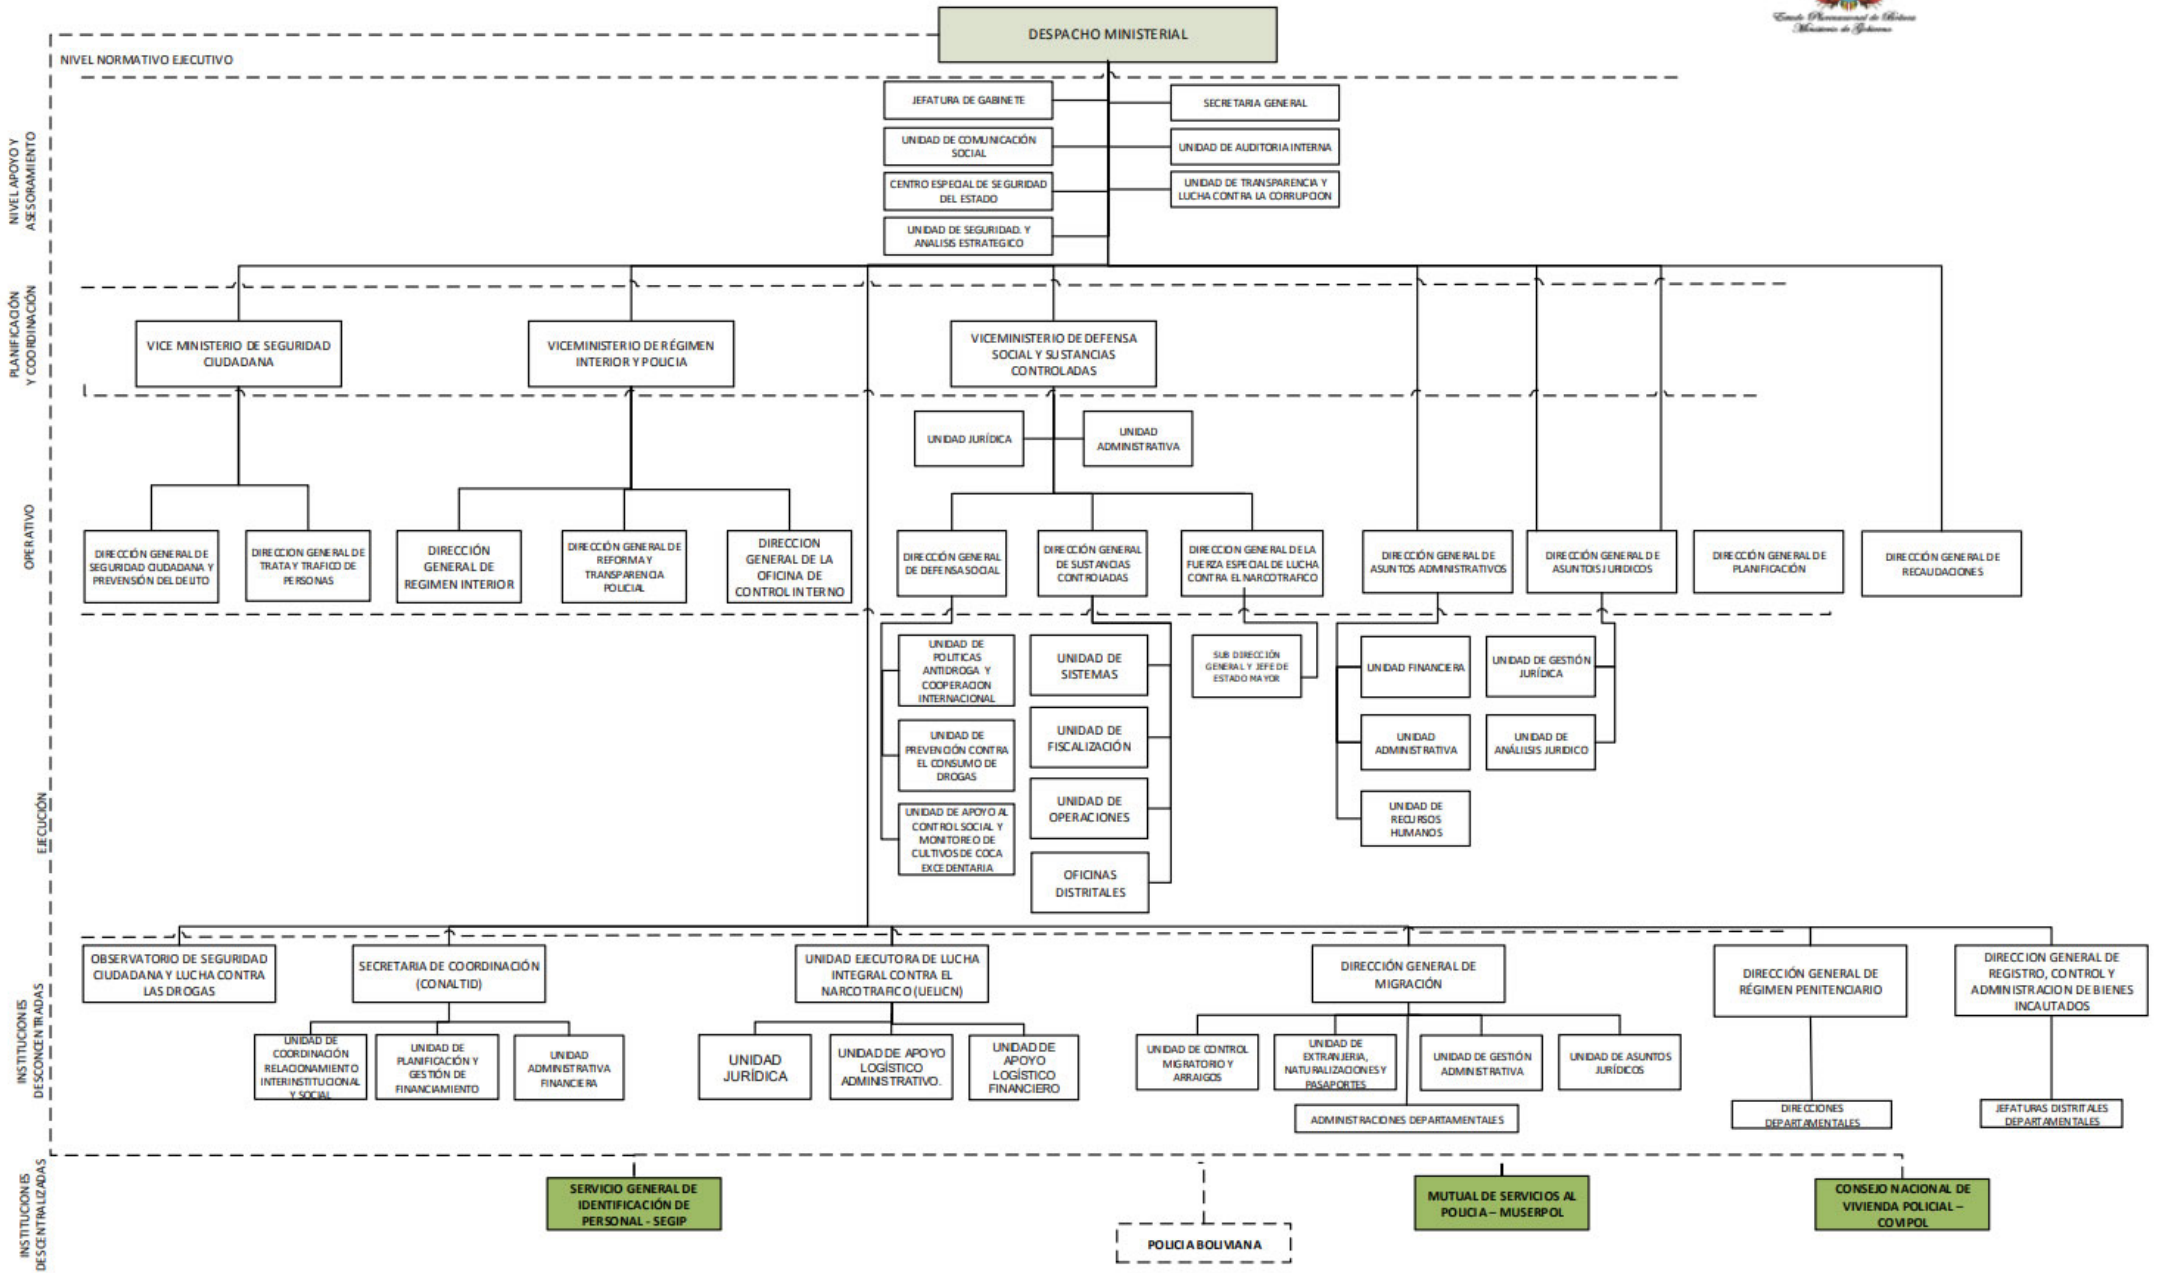 Estado Plurinacional de Bolivia
Ministerio de Gobierno
DESPACHO MINISTERIAL
NIVEL NORMATIVO EJECUTIVO
NIVEL APOYO Y
ASESORAMIENTO
JEFATURA DE GABINETE
SECRETARIA GENERAL
UNIDAD DE COMUNICACIÓN
SOCIAL
UNIDAD DE AUDITORIA INTERNA
CENTRO ESPECIAL DE SEGURIDAD
DEL ESTADO
UNIDAD DE TRANSPARENCIA Y
LUCHA CONTRA LA CORRUPCION
UNIDAD DE SEGURIDAD. Y
ANALISIS ESTRATEGICO
PLANIFICACIÓN
Y COORDINACIÓN
VICE MINISTERIO DE SEGURIDAD
CIUDADANA
VICEMINISTERIO DE RÉGIMEN
INTERIOR Y POLICIA
VICEMINISTERIO DE DEFENSA
SOCIAL Y SUSTANCIAS
CONTROLADAS
UNIDAD JURÍDICA
UNIDAD
ADMINISTRATIVA
OPERATIVO
DIRECCIÓN GENERAL DE
SEGURIDAD CIUDADANA Y
PREVENCIÓN DEL DELITO
DIRECCION GENERAL DE
TRATA Y TRAFICO DE
PERSONAS
DIRECCIÓN
GENERAL DE
REGIMEN INTERIOR
DIRECCIÓN GENERAL DE
REFORMA Y
TRANSPARENCIA
POLICIAL
DIRECCION
GENERAL DE LA
OFICINA DE
CONTROL INTERNO
DIRECCIÓN GENERAL
DE DEFENSA SOCIAL
DIRECCIÓN GENERAL
DE SUSTANCIAS
CONTROLADAS
DIRECCION GENERAL DE LA
FUERZA ESPECIAL DE LUCHA
CONTRA EL NARCOTRAFICO
DIRECCIÓN GENERAL DE
ASUNTOS ADMINISTRATIVOS
DIRECCIÓN GENERAL DE
ASUNTOIS JURIDICOS
DIRECCIÓN GENERAL DE
PLANIFICACIÓN
DIRECCIÓN GENERAL DE
RECAUDACIONES
EJECUCIÓN
UNIDAD DE
POLITICAS
ANTIDROGA Y
COOPERACION
INTERNACIONAL
UNIDAD DE
PREVENCIÓN CONTRA
EL CONSUMO DE
DROGAS
UNIDAD DE APOYO AL
CONTROL SOCIAL Y
MONITOREO DE
CULTIVOS DE COCA
EXCEDENTARIA
UNIDAD DE
SISTEMAS
UNIDAD DE
FISCALIZACIÓN
UNIDAD DE
OPERACIONES
OFICINAS
DISTRITALES
SUB DIRECCIÓN
GENERAL Y JEFE DE
ESTADO MAYOR
UNIDAD FINANCIERA
UNIDAD
ADMINISTRATIVA
UNIDAD DE
RECURSOS
HUMANOS
UNIDAD DE GESTIÓN
JURÍDICA
UNIDAD DE
ANÁLILSIS JURIDICO
INSTITUCIONES
DESCONCENTRADAS
OBSERVATORIO DE SEGURIDAD
CIUDADANA Y LUCHA CONTRA
LAS DROGAS
SECRETARIA DE COORDINACIÓN
(CONALTID)
UNIDAD EJECUTORA DE LUCHA
INTEGRAL CONTRA EL
NARCOTRAFICO (UELICN)
DIRECCIÓN GENERAL DE
MIGRACIÓN
DIRECCIÓN GENERAL DE
RÉGIMEN PENITENCIARIO
DIRECCION GENERAL DE
REGISTRO, CONTROL Y
ADMINISTRACION DE BIENES
INCAUTADOS
UNIDAD DE
COORDINACIÓN
RELACIONAMIENTO
INTERINSTITUCIONAL
Y SOCIAL
UNIDAD DE
PLANIFICACIÓN Y
GESTIÓN DE
FINANCIAMIENTO
UNIDAD
ADMINISTRATIVA
FINANCIERA
UNIDAD
JURÍDICA
UNIDAD DE APOYO
LOGÍSTICO
ADMINISTRATIVO.
UNIDAD DE
APOYO
LOGÍSTICO
FINANCIERO
UNIDAD DE CONTROL
MIGRATORIO Y
ARRAIGOS
UNIDAD DE
EXTRANJERIA,
NATURALIZACIONES Y
PASAPORTES
UNIDAD DE GESTIÓN
ADMINISTRATIVA
UNIDAD DE ASUNTOS
JURÍDICOS
ADMINISTRACIONES DEPARTAMENTALES
DIRECCIONES
DEPARTAMENTALES
JEFATURAS DISTRITALES
DEPARTAMENTALES
INSTITUCIONES
DESCENTRALIZADAS
SERVICIO GENERAL DE
IDENTIFICACIÓN DE
PERSONAL - SEGIP
POLICIA BOLIVIANA
MUTUAL DE SERVICIOS AL
POLICIA – MUSERPOL
CONSEJO NACIONAL DE
VIVIENDA POLICIAL –
COVIPOL